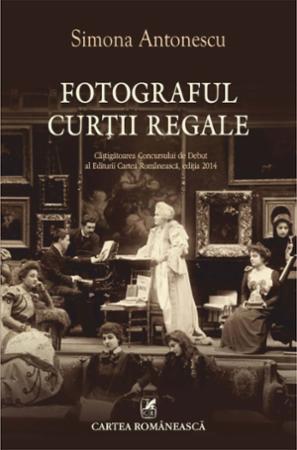 Simona Antonescu
FOTOGRAFUL
CURȚII REGALE
Câștigătoarea Concursului de Debut
al Editurii Cartea Românească, ediția 2014
CARTEA ROMÂNEASCĂ